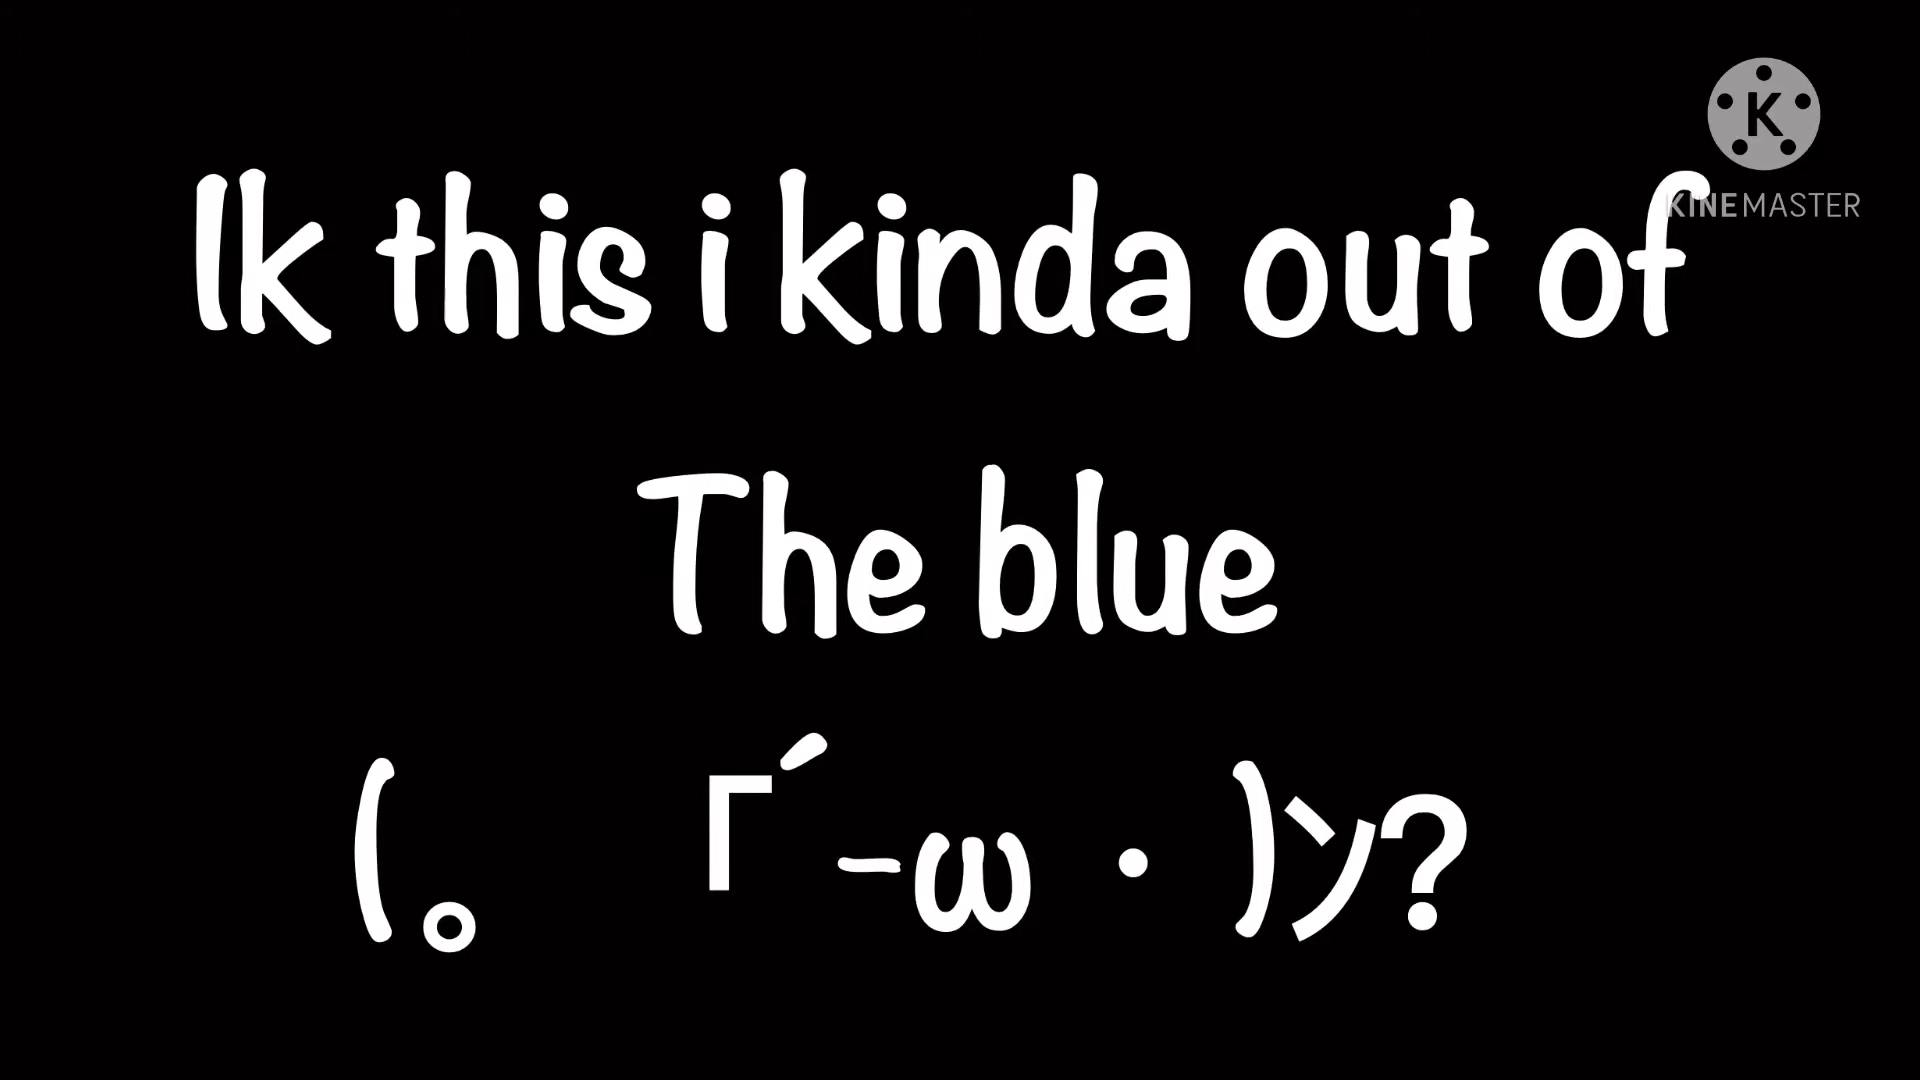 K
KINEMASTER
Ik this i kinda out of
The blue
(。 「´-ω・)ン?